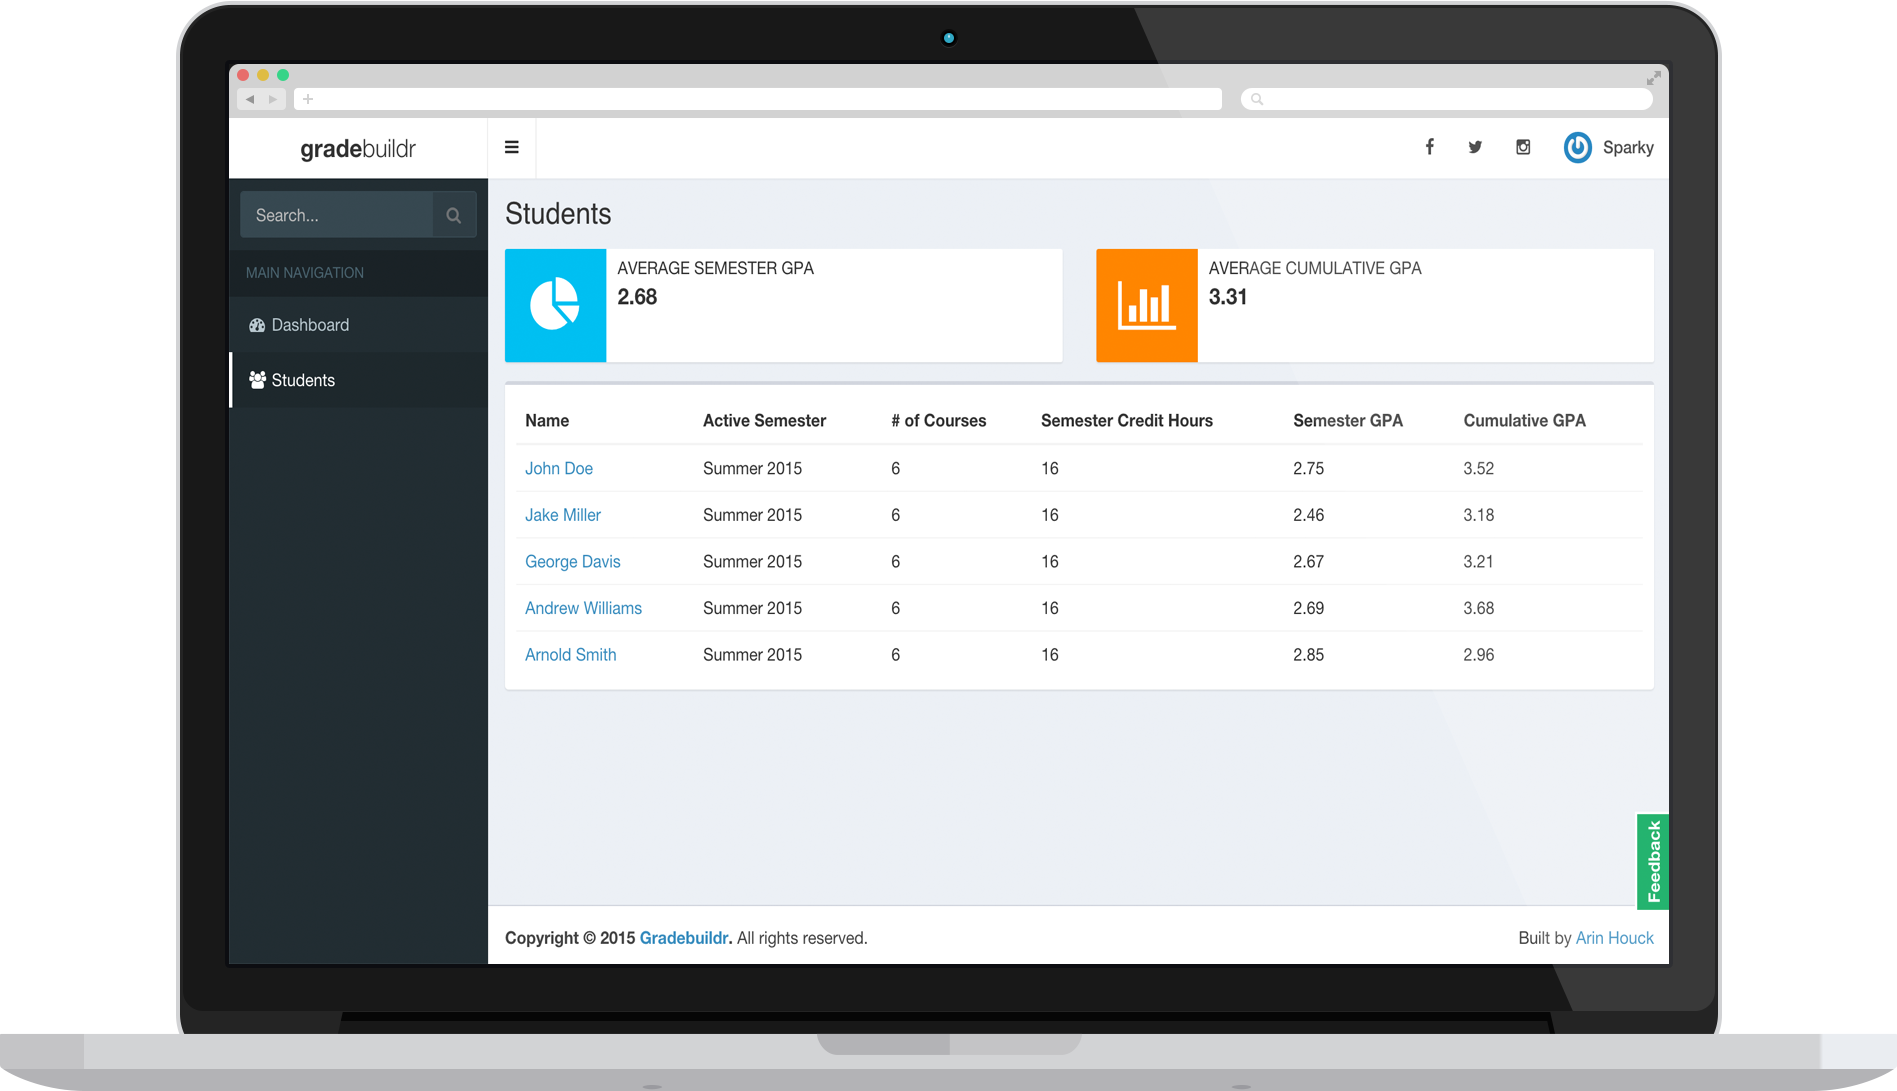 gradebuildr
Sparky
Search...
MAIN NAVIGATION
Dashboard
Students
Students
AVERAGE SEMESTER GPA
2.68
AVERAGE CUMULATIVE GPA
3.31
Name Active Semester # of Courses Semester Credit Hours Semester GPA Cumulative GPA
John Doe Summer 2015 6 16 2.75 3.52
Jake Miller Summer 2015 6 16 2.46 3.18
George Davis Summer 2015 6 16 2.67 3.21
Andrew Williams Summer 2015 6 16 2.69 3.68
Arnold Smith Summer 2015 6 16 2.85 2.96
Feedback
Copyright © 2015 Gradebuildr. All rights reserved.
Built by Arin Houck